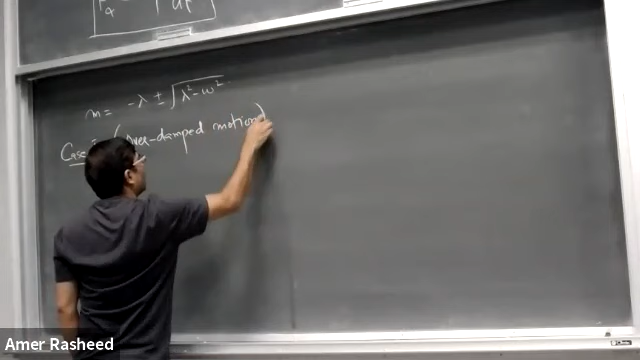 m = -λ ± √λ² - ω²
Case (Over-damped motion)
Amer Rasheed